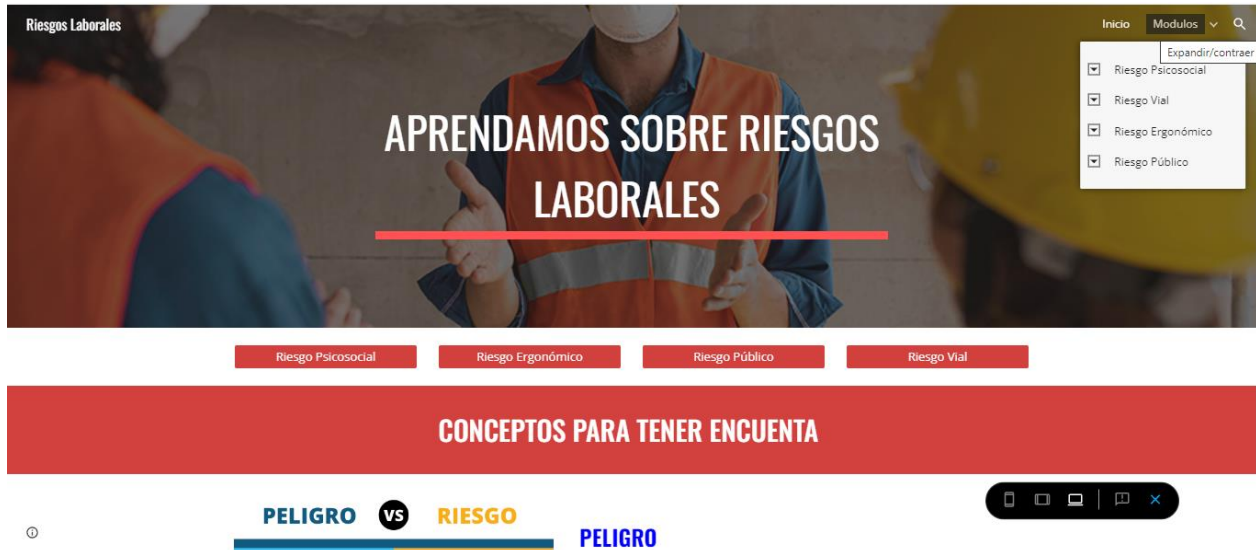 Riesgos Laborales
Inicio
Modulos
Expandir/contraer
Riesgo Psicosocial
Riesgo Vial
Riesgo Ergonómico
Riesgo Público
APRENDAMOS SOBRE RIESGOS
LABORALES
Riesgo Psicosocial
Riesgo Ergonómico
Riesgo Público
Riesgo Vial
CONCEPTOS PARA TENER ENCUENTA
PELIGRO VS RIESGO
PELIGRO